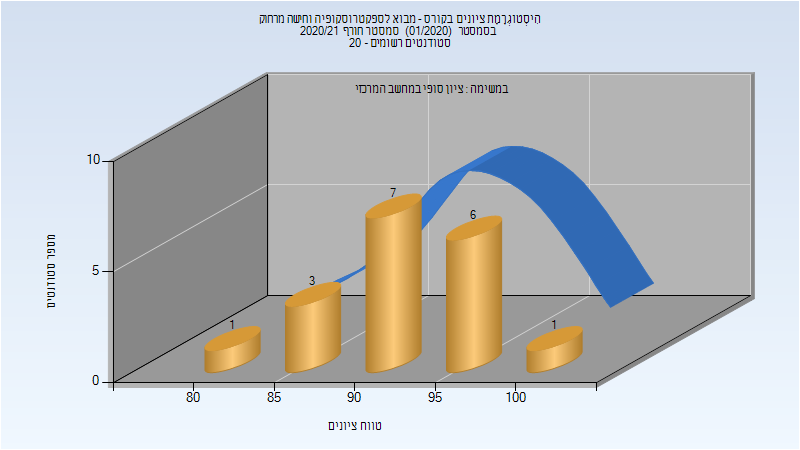 היסטוגרמת ציונים בקורס - מבוא לספקטרוסקופיה וחישה מרחוק
בסמסטר (01/2020) סמסטר חורף 2020/21
סטודנטים רשומים - 20
במשימה : ציון סופי במחשב המרכזי
10
5
0
מספר סטודנטים
1
3
7
6
1
80 85 90 95 100
טווח ציונים